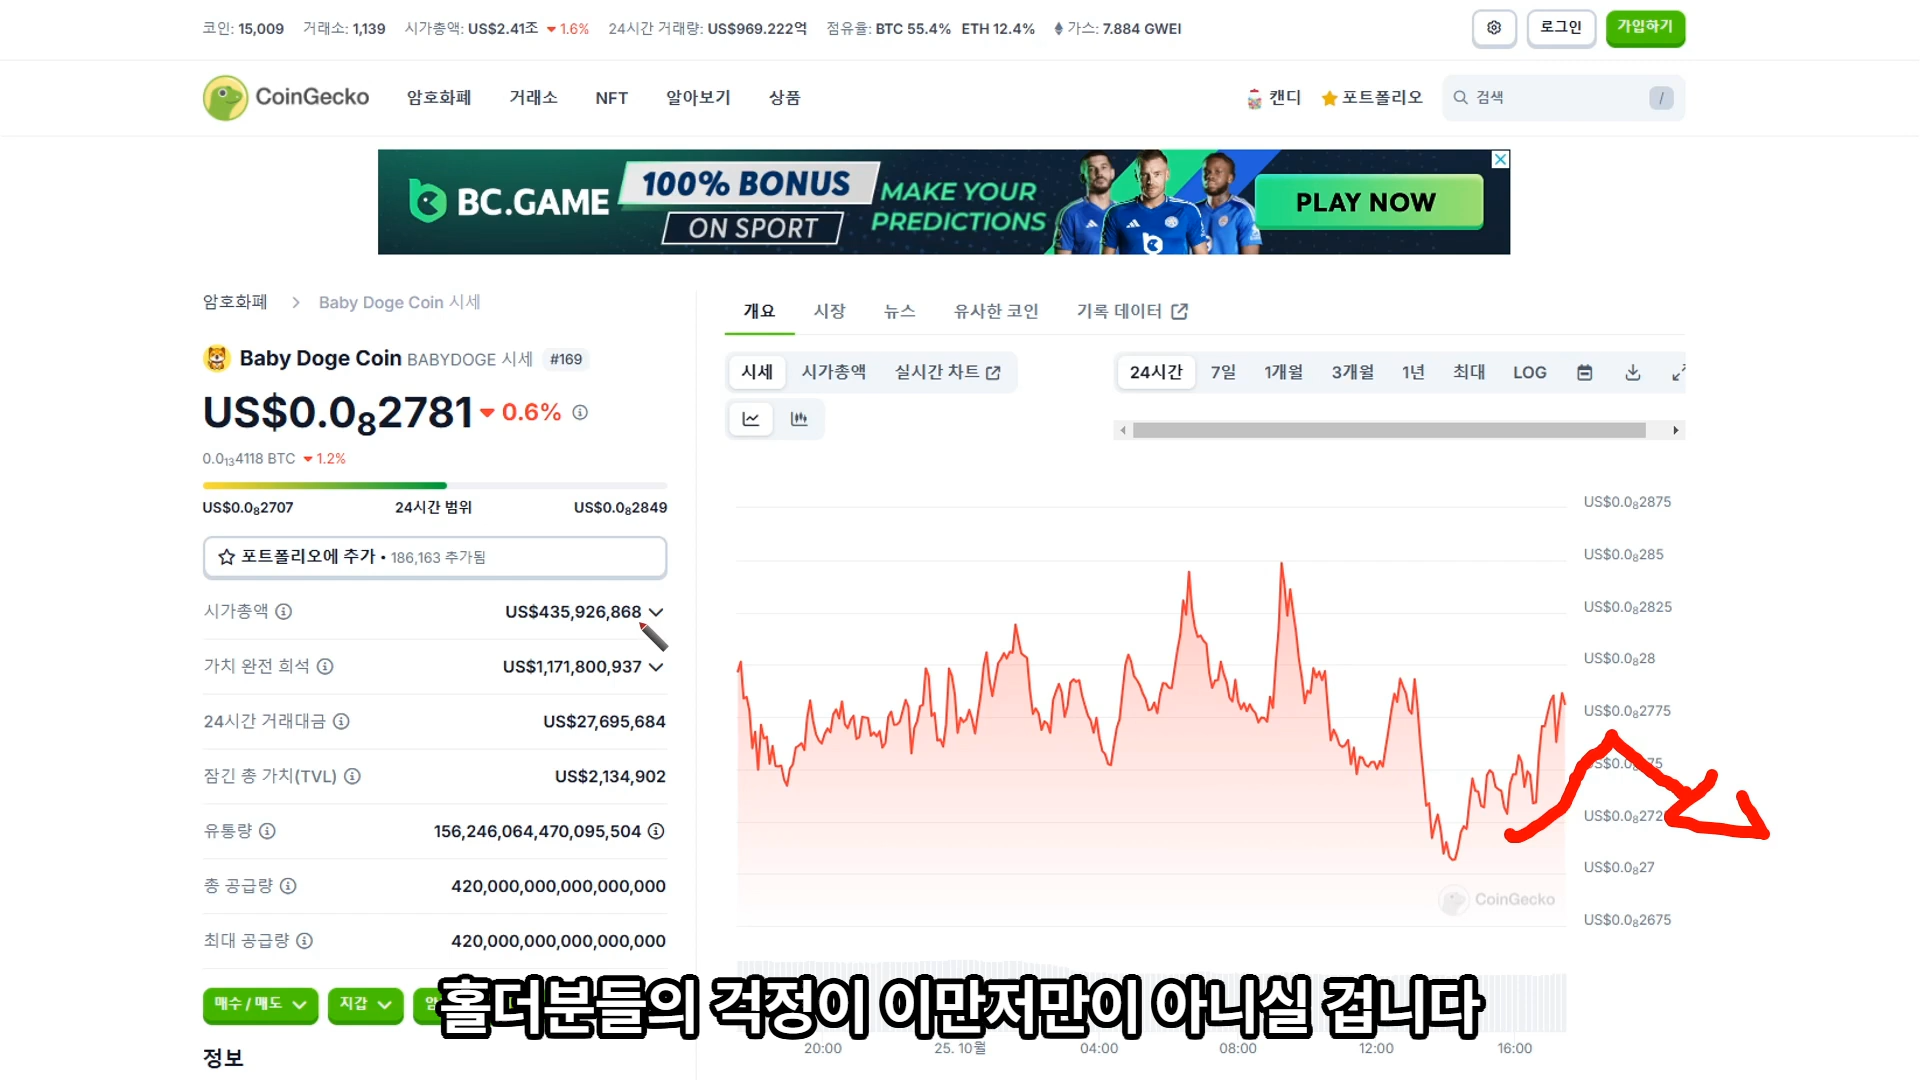 코인: 15,009 거래소: 1,139 시가총액: US$2.41조 1.6% 24시간 거래량: US$969.222억 점유율: BTC 55.4% ETH 12.4% 가스: 7.884 GWEI
로그인
가입하기
CoinGecko 암호화폐 거래소 NFT 알아보기 상품
캔디 포트폴리오 검색 /
BC.GAME 100% BONUS ON SPORT
MAKE YOUR PREDICTIONS
PLAY NOW
암호화폐 > Baby Doge Coin 시세
Baby Doge Coin BABYDOGE 시세 #169
US$0.0₈2781 0.6%
0.0₁₃4118 BTC 1.2%
US$0.0₈2707 24시간 범위 US$0.0₈2849
포트폴리오에 추가 • 186,163 추가됨
시가총액 US$435,926,868
가치 완전 희석 US$1,171,800,937
24시간 거래대금 US$27,695,684
잠긴 총 가치(TVL) US$2,134,902
유통량 156,246,064,470,095,504
총 공급량 420,000,000,000,000,000
최대 공급량 420,000,000,000,000,000
매수 / 매도 지갑
정보
개요 시장 뉴스 유사한 코인 기록 데이터
시세 시가총액 실시간 차트
24시간 7일 1개월 3개월 1년 최대 LOG
US$0.0₈2875
US$0.0₈285
US$0.0₈2825
US$0.0₈28
US$0.0₈2775
US$0.0₈27
US$0.0₈2675
CoinGecko
20:00 25. 10월 04:00 08:00 12:00 16:00
홀더분들의 걱정이 이만저만이 아니실 겁니다